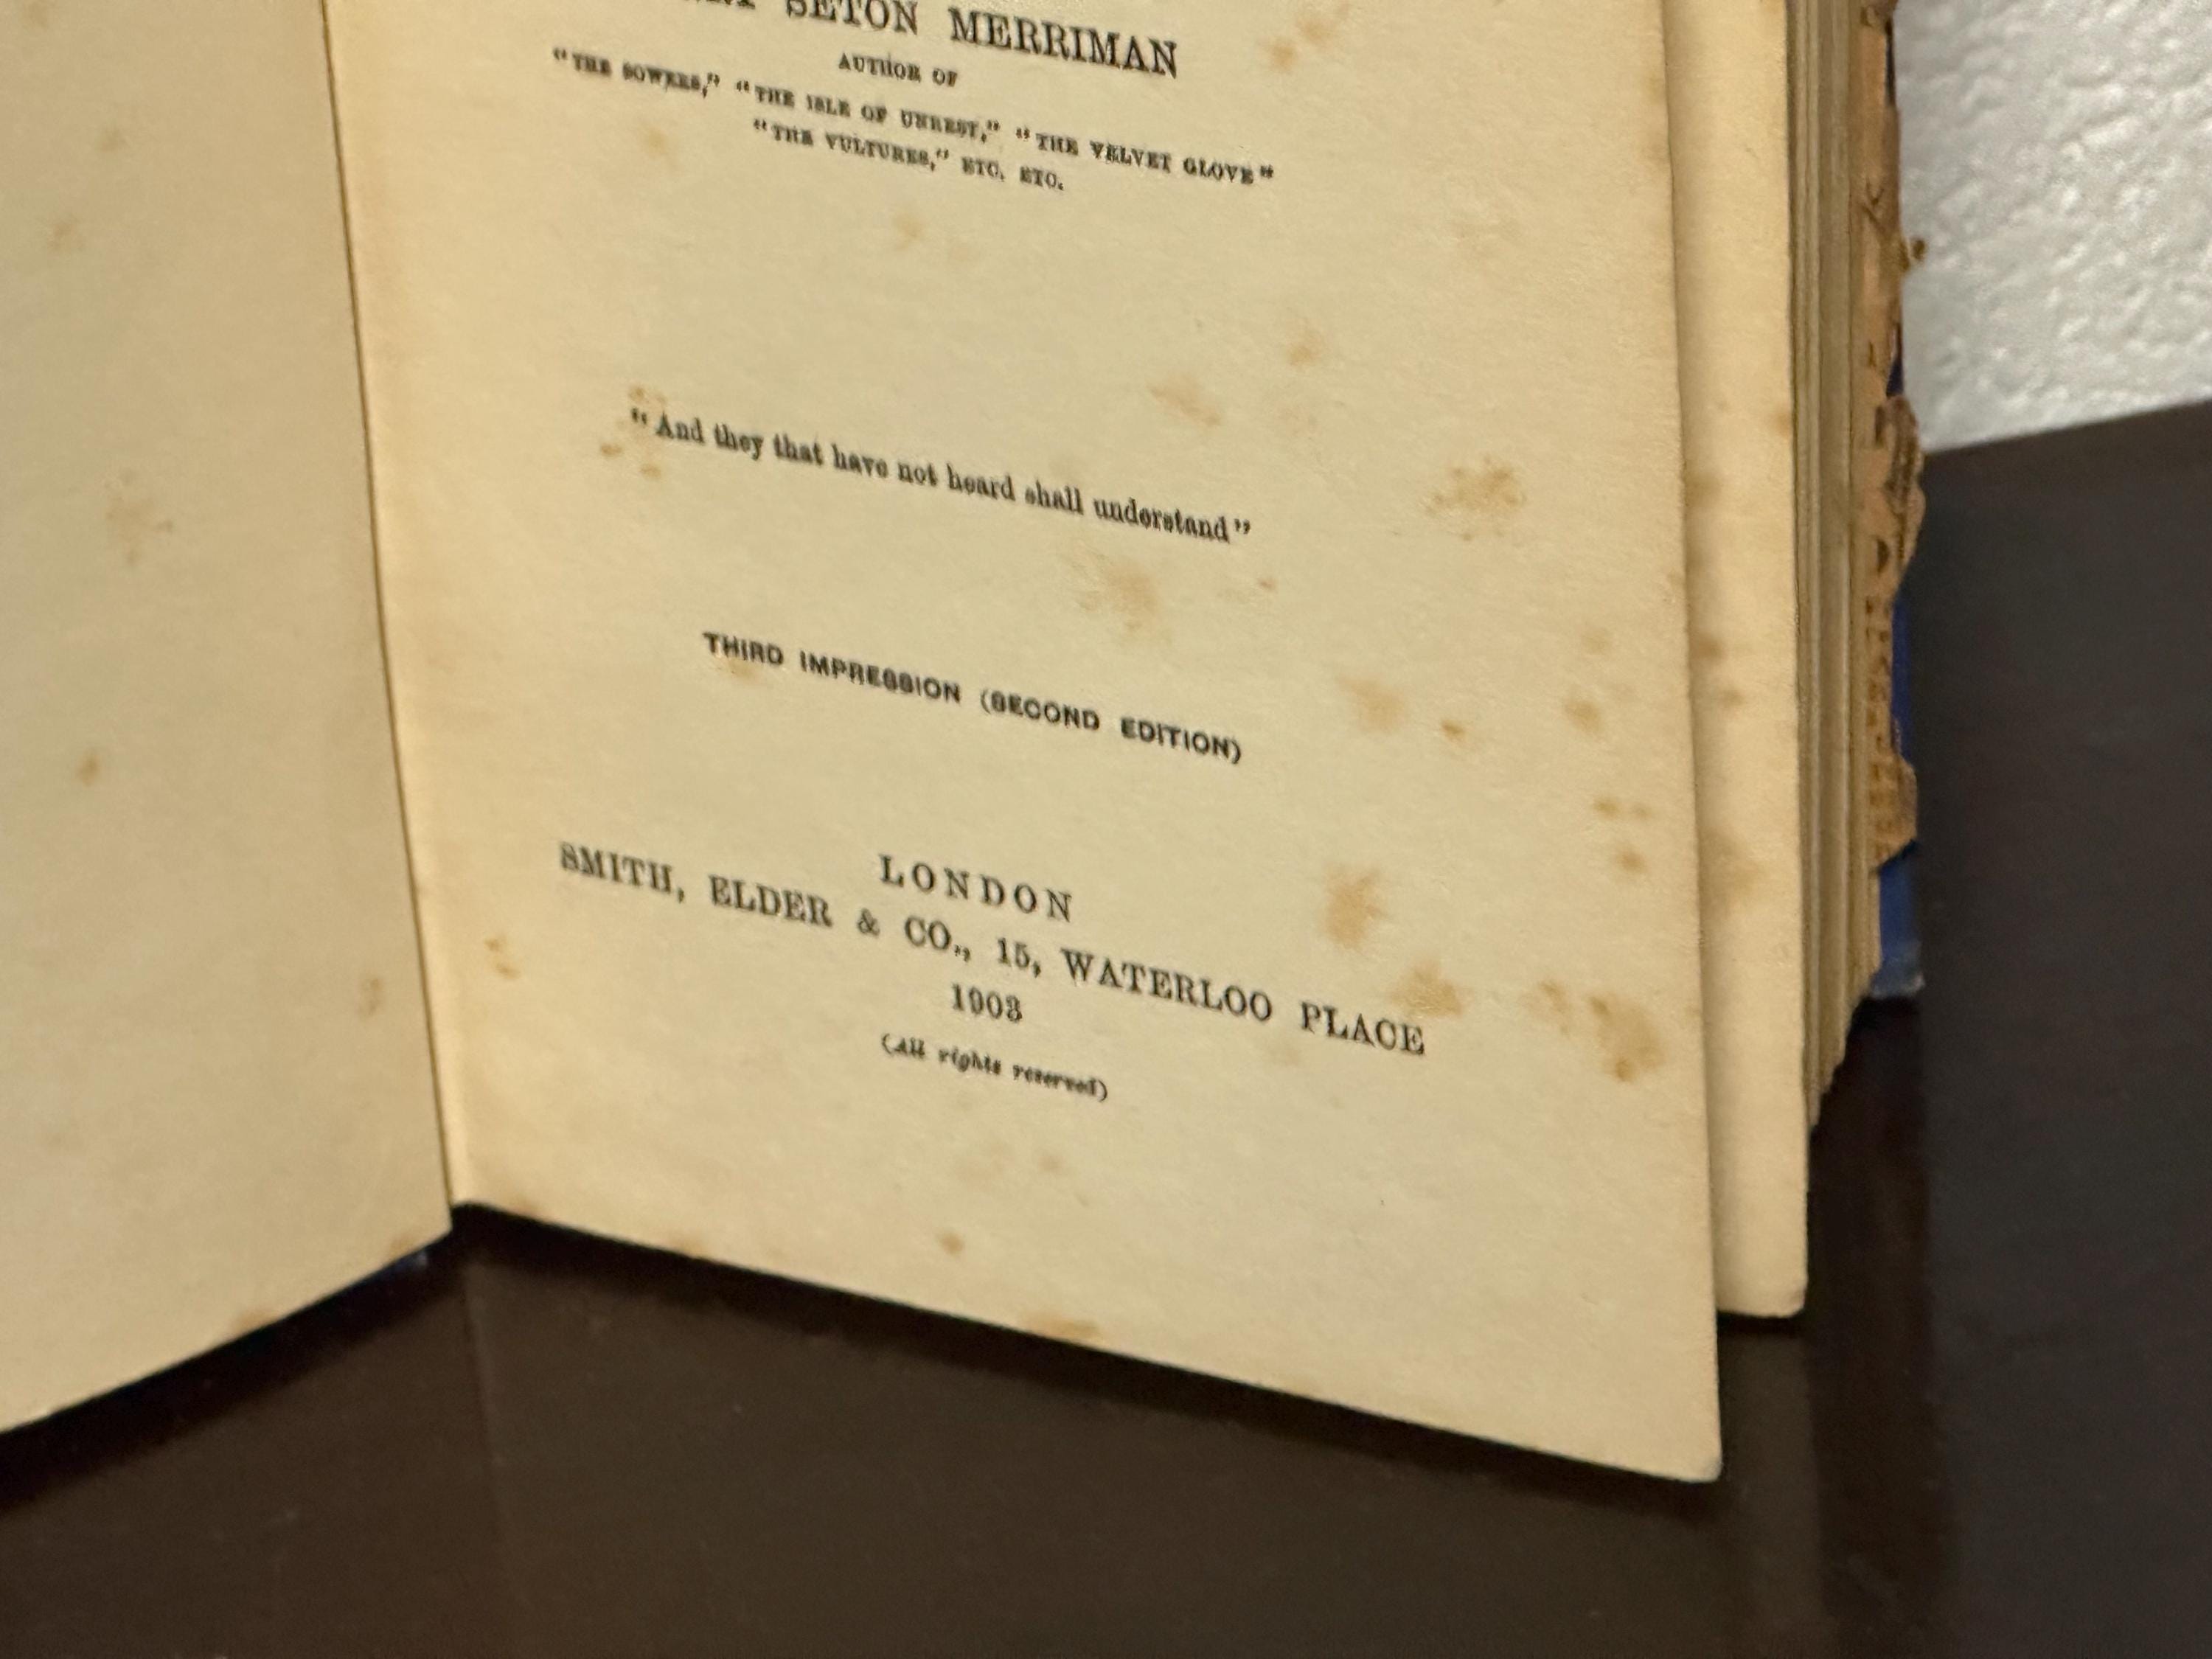 SETON MERRIMAN
AUTHOR OF
"THE SOWERS," "THE ISLE OF UNREST," "THE VELVET GLOVE"
"THE VULTURES," ETC. ETC.
"And they that have not heard shall understand"
THIRD IMPRESSION (SECOND EDITION)
LONDON
SMITH, ELDER & CO., 15, WATERLOO PLACE
1903
(All rights reserved)